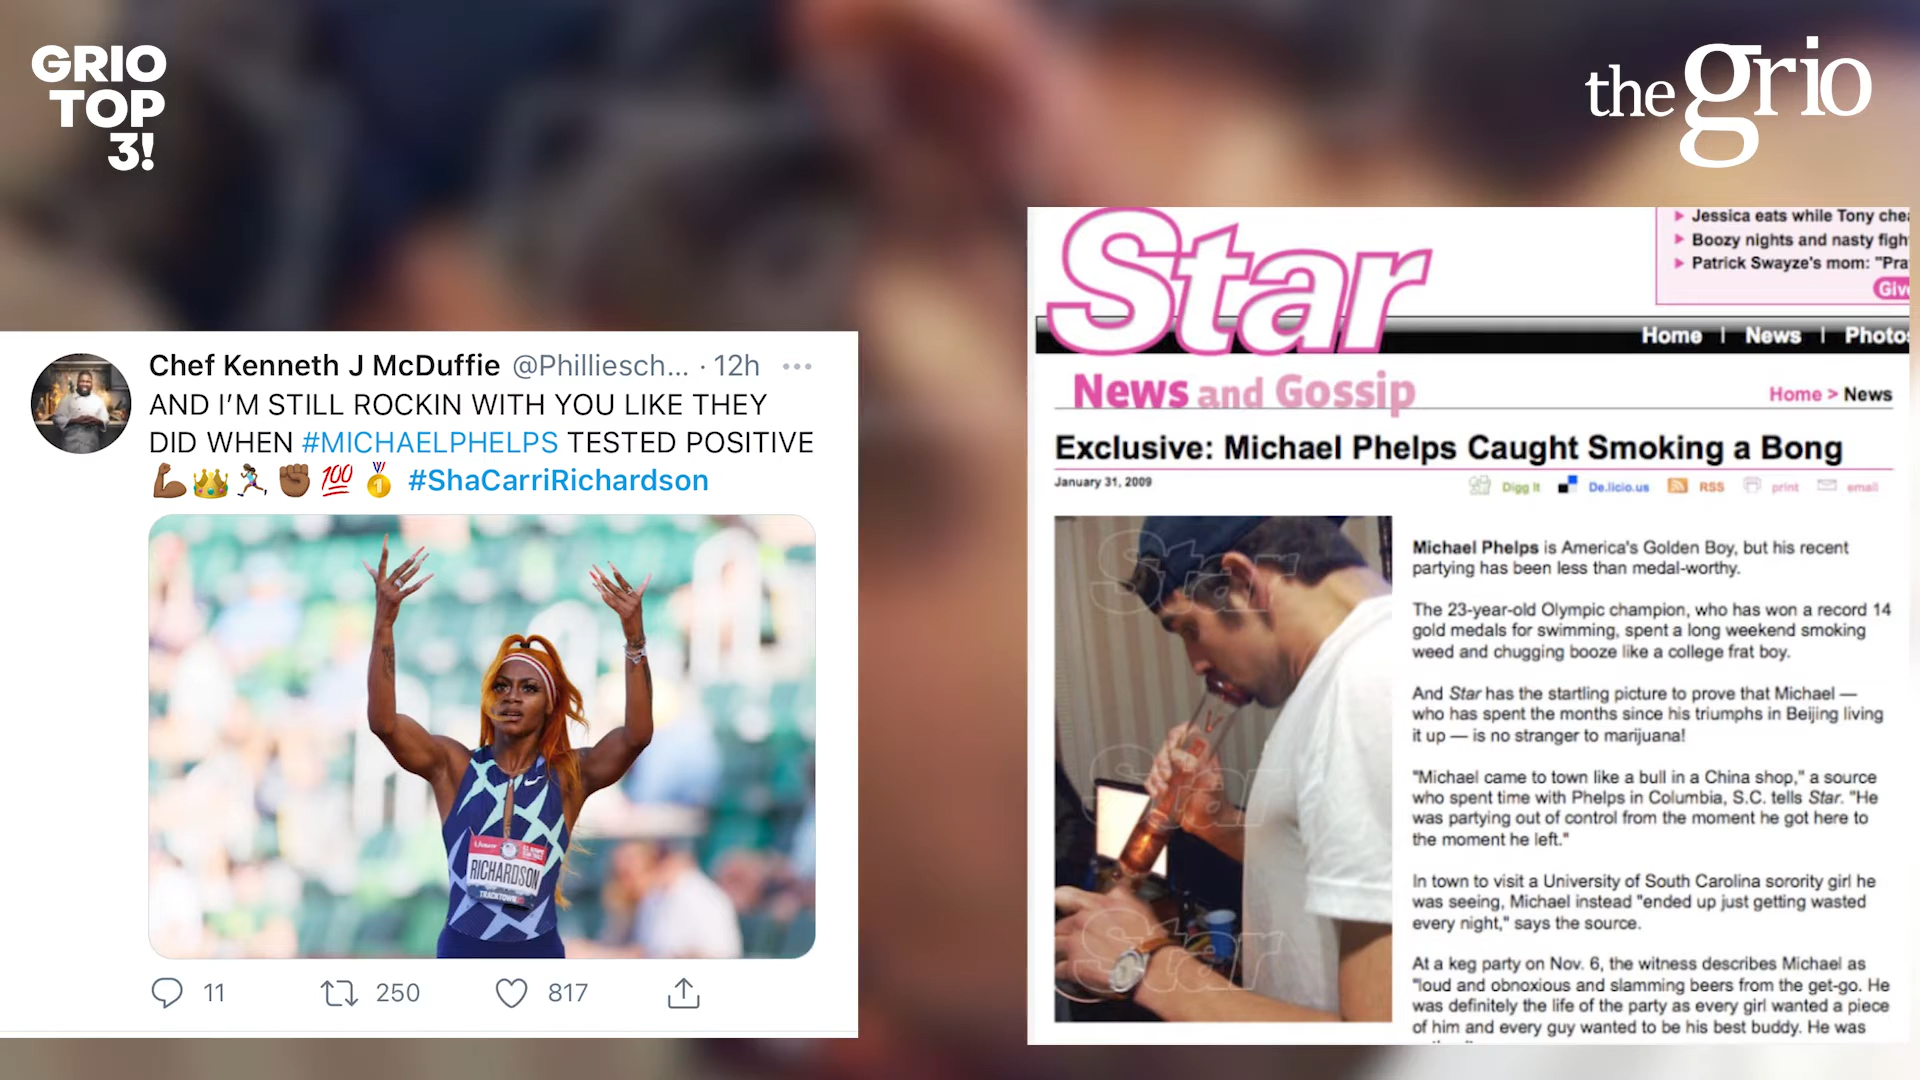 GRIO
TOP
3!
the grio
Chef Kenneth J McDuffie @Philliesch... · 12h
AND I'M STILL ROCKIN WITH YOU LIKE THEY
DID WHEN #MICHAELPHELPS TESTED POSITIVE
💪🏾👑🏃🏾‍♀️✊🏾💯🥇 #ShaCarriRichardson
RICHARDSON
TRACKTOWN
11
250
817
Star
Jessica eats while Tony che
Boozy nights and nasty figh
Patrick Swayze's mom: "Pra
Giv
Home | News | Photo
News and Gossip
Home > News
Exclusive: Michael Phelps Caught Smoking a Bong
January 31, 2009
Digg It De.licio.us RSS print email
Star
Star
Star
Michael Phelps is America's Golden Boy, but his recent
partying has been less than medal-worthy.
The 23-year-old Olympic champion, who has won a record 14
gold medals for swimming, spent a long weekend smoking
weed and chugging booze like a college frat boy.
And Star has the startling picture to prove that Michael —
who has spent the months since his triumphs in Beijing living
it up — is no stranger to marijuana!
"Michael came to town like a bull in a China shop," a source
who spent time with Phelps in Columbia, S.C. tells Star. "He
was partying out of control from the moment he got here to
the moment he left."
In town to visit a University of South Carolina sorority girl he
was seeing, Michael instead "ended up just getting wasted
every night," says the source.
At a keg party on Nov. 6, the witness describes Michael as
"loud and obnoxious and slamming beers from the get-go. He
was definitely the life of the party as every girl wanted a piece
of him and every guy wanted to be his best buddy. He was